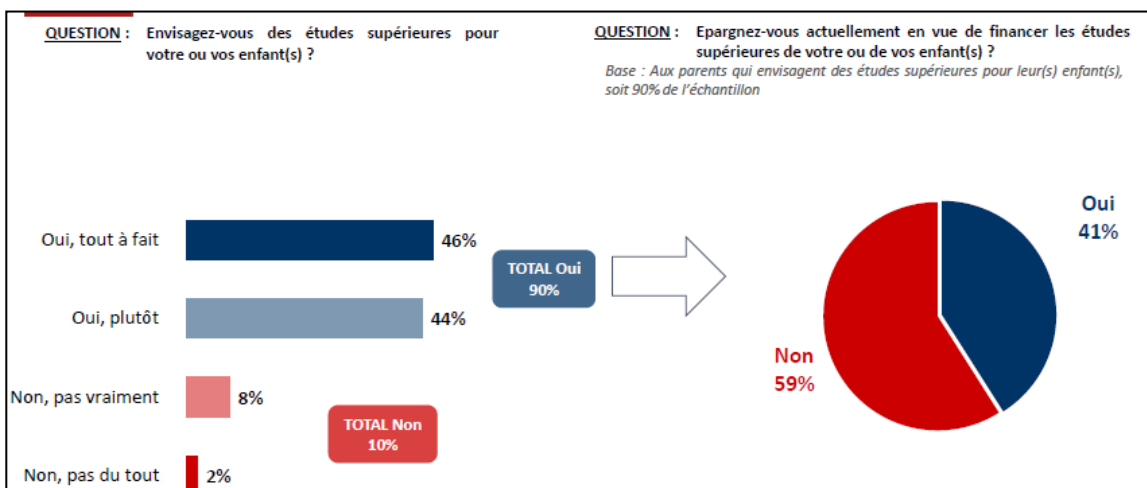 QUESTION : Envisagez-vous des études supérieures pour
votre ou vos enfant(s) ?
QUESTION : Epargnez-vous actuellement en vue de financer les études
supérieures de votre ou de vos enfant(s) ?
Base : Aux parents qui envisagent des études supérieures pour leur(s) enfant(s),
soit 90% de l'échantillon
Oui, tout à fait
46%
Oui, plutôt
44%
Non, pas vraiment
8%
Non, pas du tout
2%
TOTAL Oui
90%
TOTAL Non
10%
Oui
41%
Non
59%